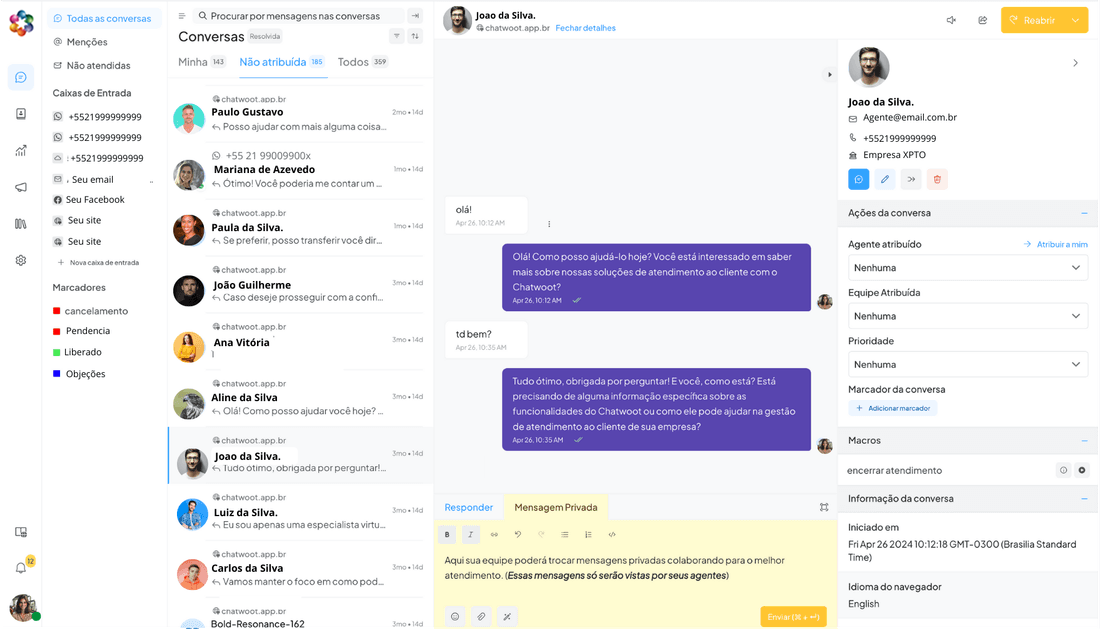 Todas as conversas
Menções
Não atendidas
Caixas de Entrada
+5521999999999
+5521999999999
: +5521999999999
Seu email
Seu Facebook
Seu site
Seu site
+ Nova caixa de entrada
Marcadores
cancelamento
Pendencia
Liberado
Objeções
12
Procurar por mensagens nas conversas
Conversas Resolvida
Minha 143 Não atribuída 185 Todos 359
chatwoot.app.br
Paulo Gustavo 2mo • 14d
Posso ajudar com mais alguma coisa...
+55 21 99009900x
Mariana de Azevedo 1mo • 14d
Ótimo! Você poderia me contar um ...
chatwoot.app.br
Paula da Silva. 1mo • 14d
Se preferir, posso transferir você dir...
chatwoot.app.br
João Guilherme 3mo • 14d
Caso deseje prosseguir com a confi...
chatwoot.app.br
Ana Vitória 3mo • 14d
1
chatwoot.app.br
Aline da Silva 3mo • 14d
Olá! Como posso ajudar você hoje? ...
chatwoot.app.br
Joao da Silva. 3mo • 14d
Tudo ótimo, obrigada por perguntar!...
chatwoot.app.br
Luiz da Silva. 3mo • 14d
Eu sou apenas uma especialista virtu...
chatwoot.app.br
Carlos da Silva 3mo • 14d
Vamos manter o foco em como pod...
chatwoot.app.br
Bold-Resonance-162 3mo • 14d
Joao da Silva.
chatwoot.app.br Fechar detalhes
Reabrir
olá!
Apr 26, 10:12 AM
Olá! Como posso ajudá-lo hoje? Você está interessado em saber
mais sobre nossas soluções de atendimento ao cliente com o
Chatwoot?
Apr 26, 10:12 AM
td bem?
Apr 26, 10:35 AM
Tudo ótimo, obrigada por perguntar! E você, como está? Está
precisando de alguma informação específica sobre as
funcionalidades do Chatwoot ou como ele pode ajudar na gestão
de atendimento ao cliente de sua empresa?
Apr 26, 10:35 AM
Responder Mensagem Privada
B I
Aqui sua equipe poderá trocar mensagens privadas colaborando para o melhor
atendimento. (Essas mensagens só serão vistas por seus agentes)
Enviar (⌘ + ↵)
Joao da Silva.
Agente@email.com.br
+5521999999999
Empresa XPTO
Ações da conversa
Agente atribuído Atribuir a mim
Nenhuma
Equipe Atribuída
Nenhuma
Prioridade
Nenhuma
Marcador da conversa
+ Adicionar marcador
Macros
encerrar atendimento
Informação da conversa
Iniciado em
Fri Apr 26 2024 10:12:18 GMT-0300 (Brasilia Standard
Time)
Idioma do navegador
English